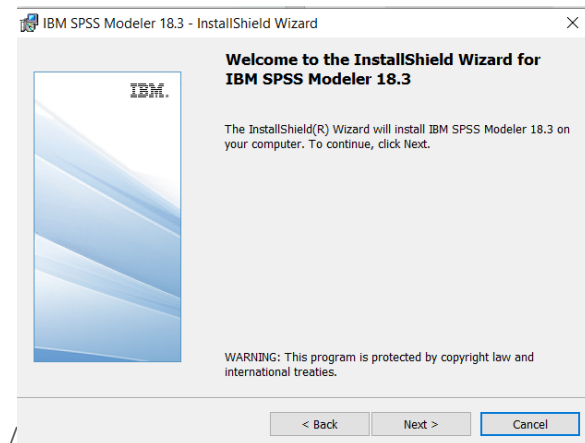 IBM SPSS Modeler 18.3 - InstallShield Wizard
Welcome to the InstallShield Wizard for
IBM SPSS Modeler 18.3
IBM.
The InstallShield(R) Wizard will install IBM SPSS Modeler 18.3 on
your computer. To continue, click Next.
WARNING: This program is protected by copyright law and
international treaties.
< Back
Next >
Cancel
/